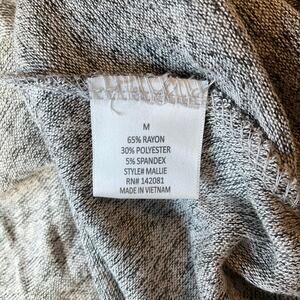 M
65% RAYON
30% POLYESTER
5% SPANDEX
STYLE# MALLIE
RN# 142081
MADE IN VIETNAM